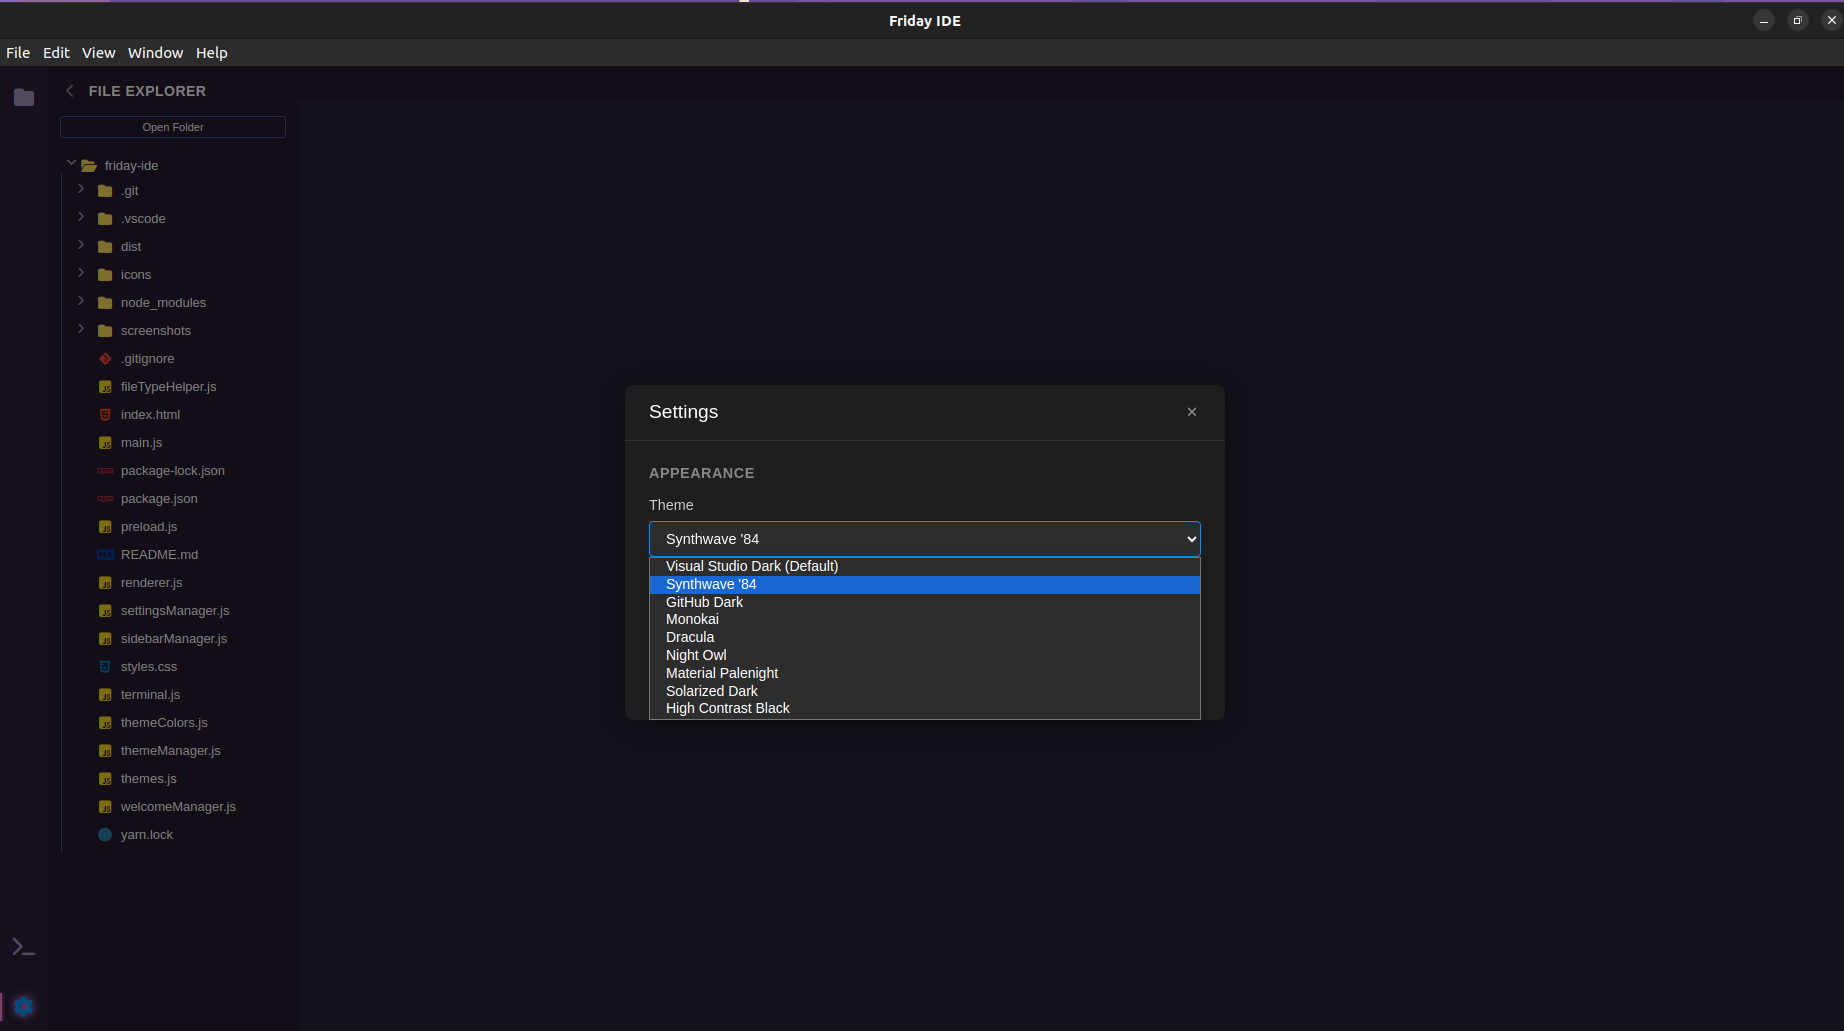 Friday IDE
File Edit View Window Help
FILE EXPLORER
Open Folder
friday-ide
.git
.vscode
dist
icons
node_modules
screenshots
.gitignore
fileTypeHelper.js
index.html
main.js
package-lock.json
package.json
preload.js
README.md
renderer.js
settingsManager.js
sidebarManager.js
styles.css
terminal.js
themeColors.js
themeManager.js
themes.js
welcomeManager.js
yarn.lock
Settings
APPEARANCE
Theme
Synthwave '84
Visual Studio Dark (Default)
Synthwave '84
GitHub Dark
Monokai
Dracula
Night Owl
Material Palenight
Solarized Dark
High Contrast Black